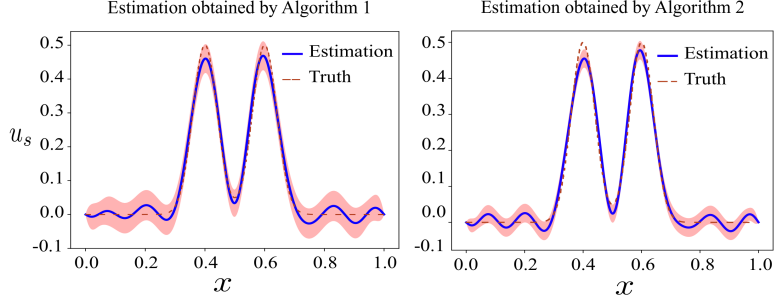 Estimation obtained by Algorithm 1
0.5
0.4
0.3
0.2
0.1
0.0
-0.1
u_s
Estimation
Truth
0.0 0.2 0.4 0.6 0.8 1.0
x
Estimation obtained by Algorithm 2
0.5
0.4
0.3
0.2
0.1
0.0
-0.1
Estimation
Truth
0.0 0.2 0.4 0.6 0.8 1.0
x